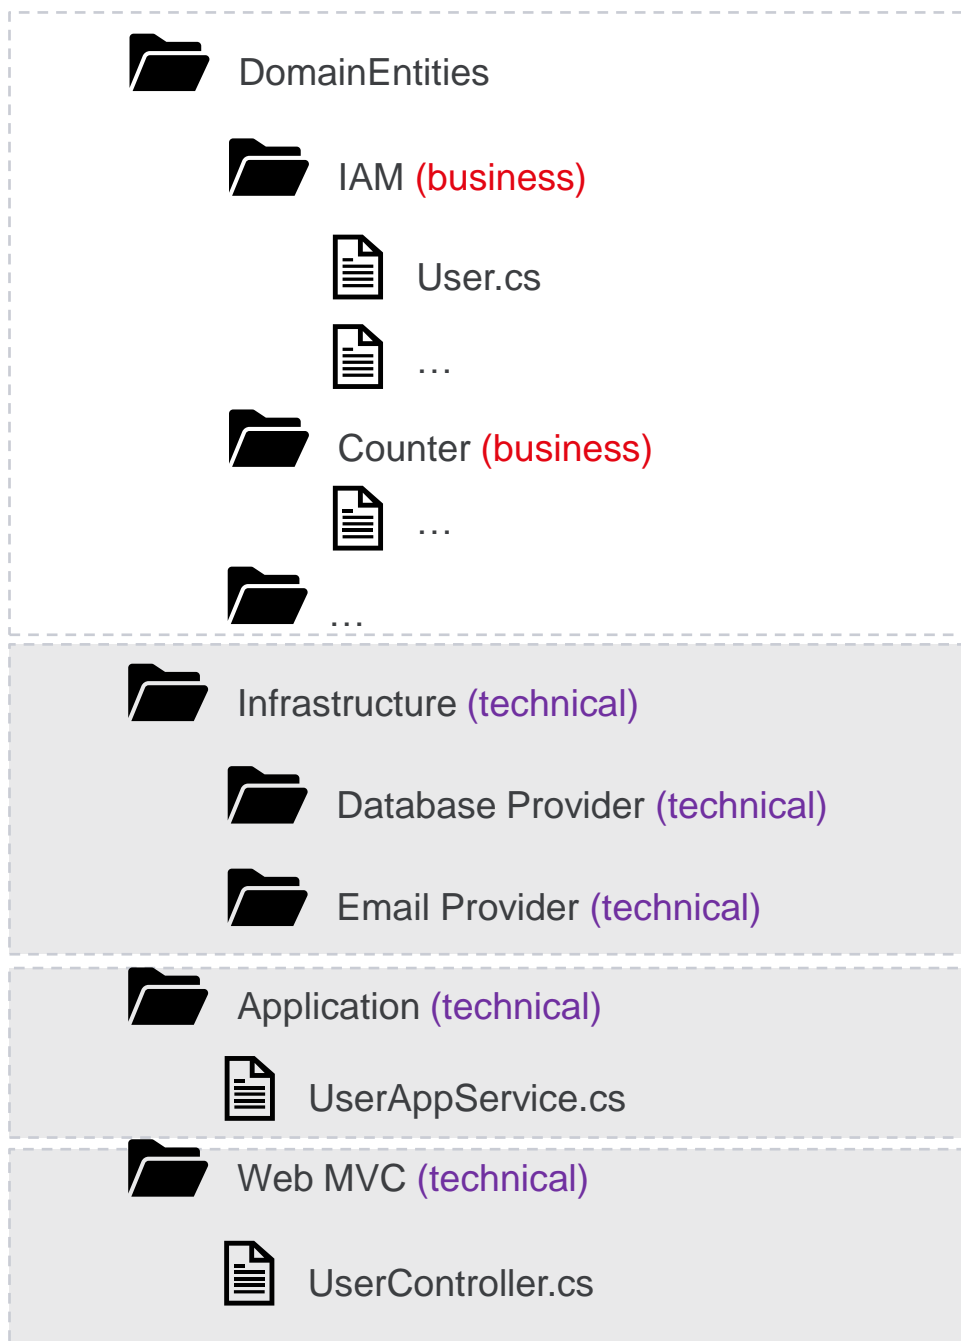 DomainEntities
IAM (business)
User.cs
…
Counter (business)
…
…
Infrastructure (technical)
Database Provider (technical)
Email Provider (technical)
Application (technical)
UserAppService.cs
Web MVC (technical)
UserController.cs